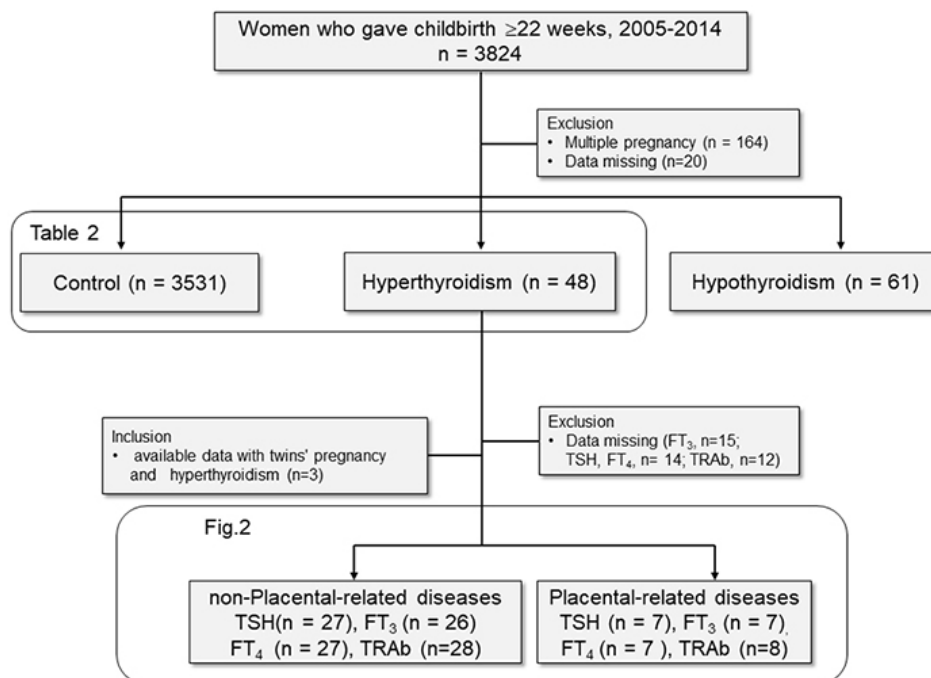 Women who gave childbirth ≥22 weeks, 2005-2014
n = 3824
Exclusion
• Multiple pregnancy (n = 164)
• Data missing (n=20)
Table 2
Control (n = 3531)
Hyperthyroidism (n = 48)
Hypothyroidism (n = 61)
Inclusion
• available data with twins' pregnancy
and hyperthyroidism (n=3)
Exclusion
• Data missing (FT₃, n=15;
TSH, FT₄, n= 14; TRAb, n=12)
Fig.2
non-Placental-related diseases
TSH(n = 27), FT₃ (n = 26)
FT₄ (n = 27), TRAb (n=28)
Placental-related diseases
TSH (n = 7), FT₃ (n = 7),
FT₄ (n = 7 ), TRAb (n=8)